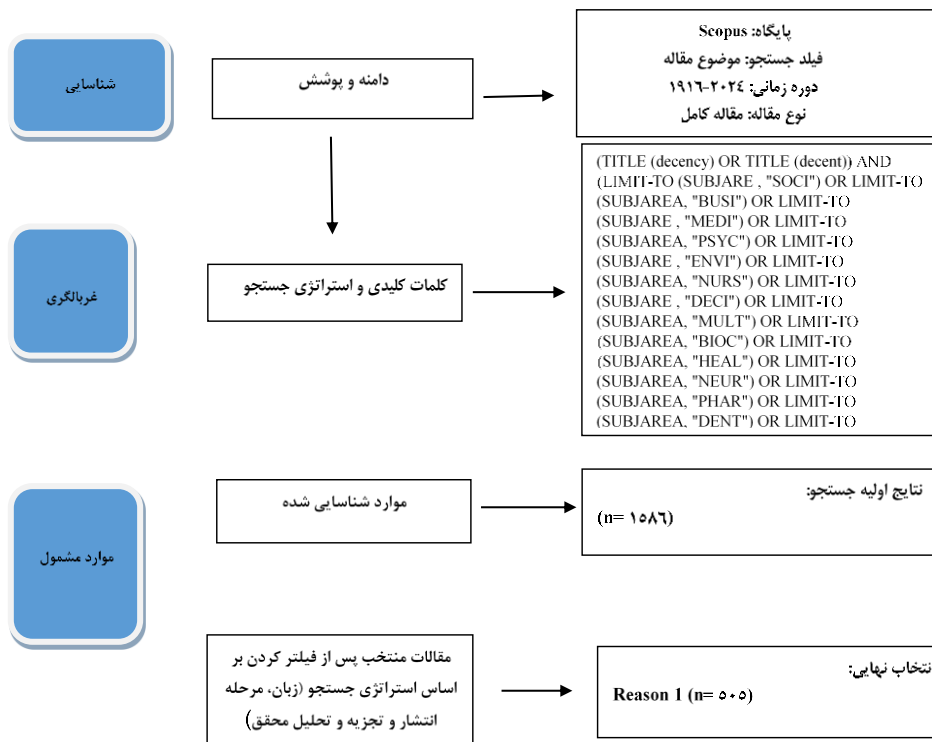 شناسایی
دامنه و پوشش
پایگاه: Scopus
فیلد جستجو: موضوع مقاله
دوره زمانی: ۲۰۲٤-۱۹۱٦
نوع مقاله: مقاله کامل
غربالگری
کلمات کلیدی و استراتژی جستجو
(TITLE (decency) OR TITLE (decent)) AND
(LIMIT-TO (SUBJARE , "SOCI") OR LIMIT-TO
(SUBJAREA, "BUSI") OR LIMIT-TO
(SUBJARE , "MEDI") OR LIMIT-TO
(SUBJAREA, "PSYC") OR LIMIT-TO
(SUBJARE , "ENVI") OR LIMIT-TO
(SUBJAREA, "NURS") OR LIMIT-TO
(SUBJARE , "DECI") OR LIMIT-TO
(SUBJAREA, "MULT") OR LIMIT-TO
(SUBJAREA, "BIOC") OR LIMIT-TO
(SUBJAREA, "HEAL") OR LIMIT-TO
(SUBJAREA, "NEUR") OR LIMIT-TO
(SUBJAREA, "PHAR") OR LIMIT-TO
(SUBJAREA, "DENT") OR LIMIT-TO
موارد مشمول
موارد شناسایی شده
نتایج اولیه جستجو:
(n= ۱۵۸٦)
مقالات منتخب پس از فیلتر کردن بر
اساس استراتژی جستجو (زبان، مرحله
انتشار و تجزیه و تحلیل محقق)
نتخاب نهایی:
Reason 1 (n= ۵۰۵)